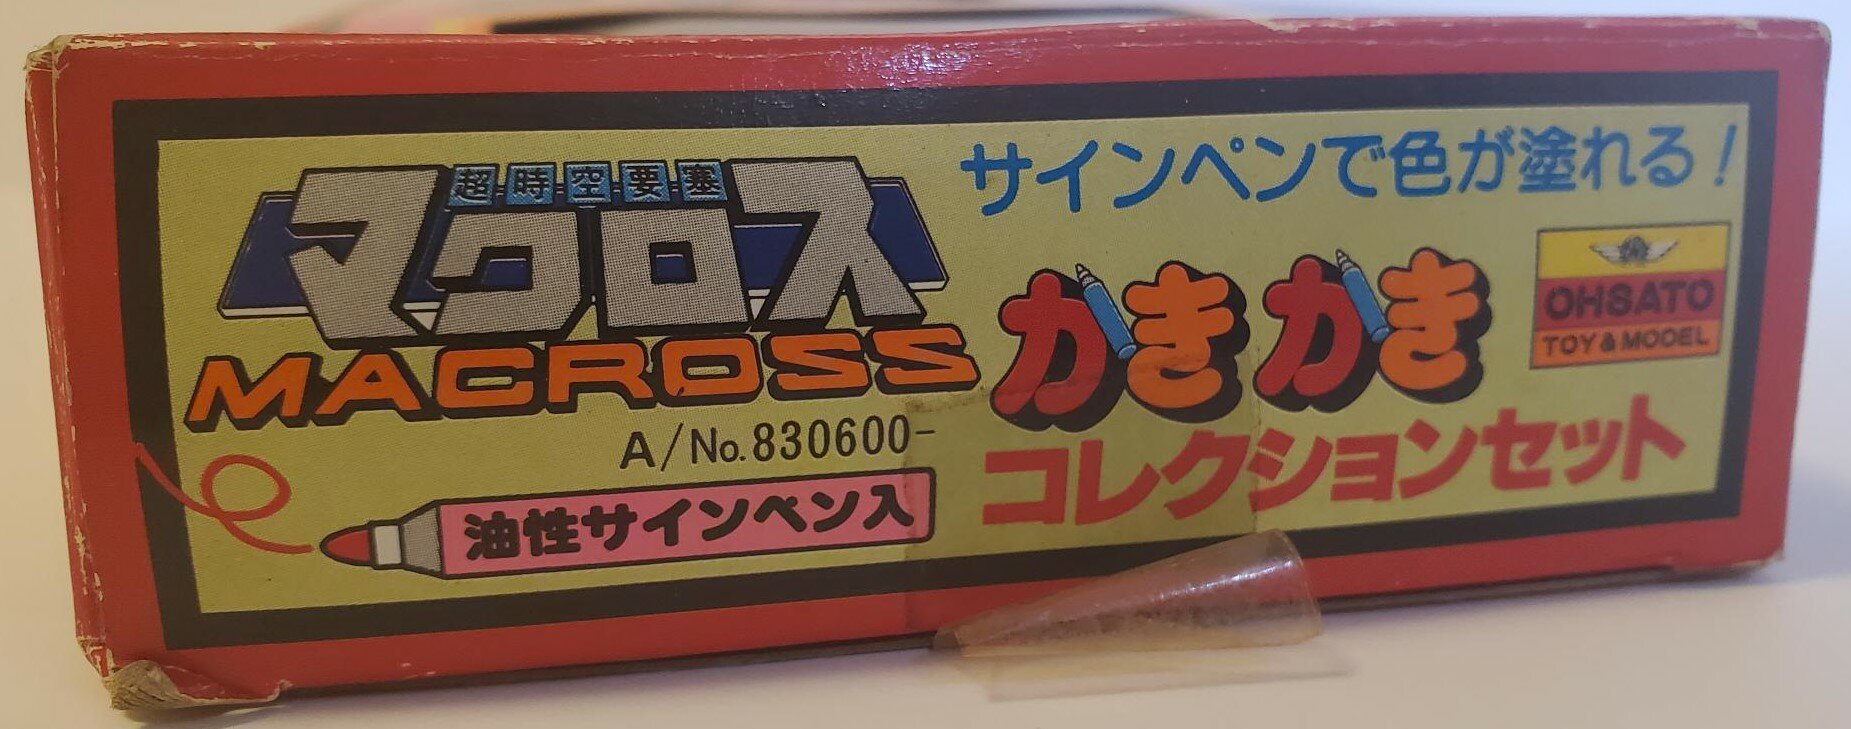 超時空要塞
マクロス
MACROSS
A/No.830600-
油性サインペン入
サインペンで色が塗れる！
かきかき
コレクションセット
OHSATO
TOY & MODEL